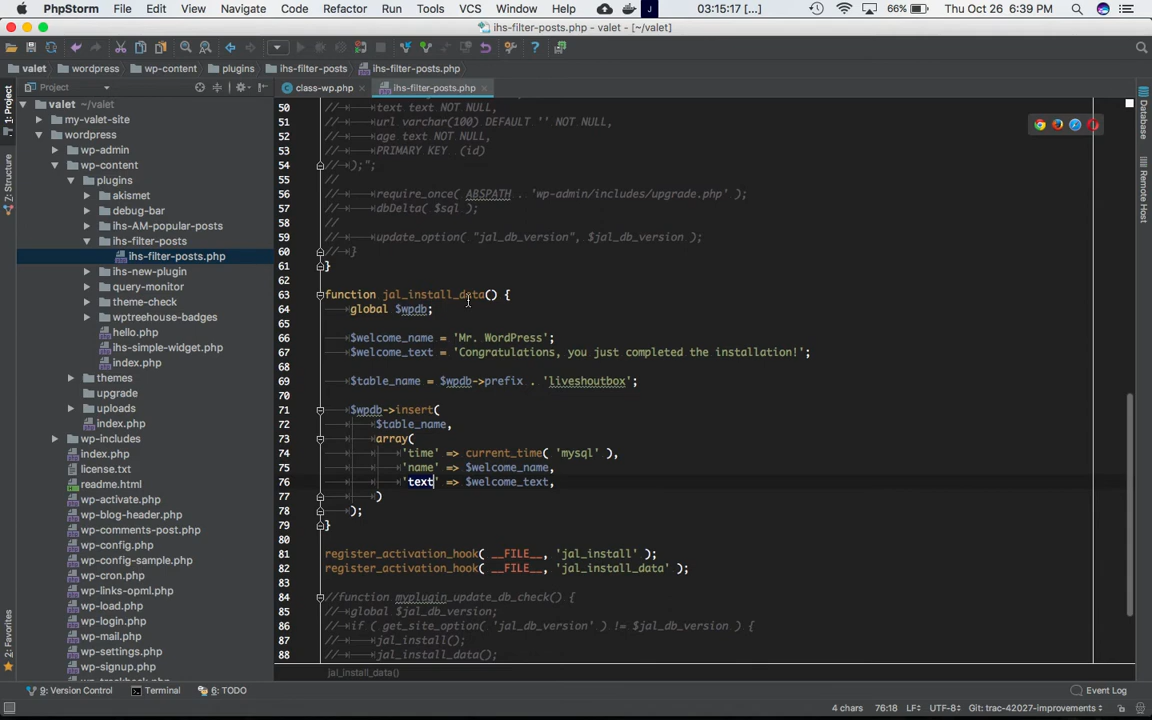 PhpStorm File Edit View Navigate Code Refactor Run Tools VCS Window Help 03:15:17 [...] 66% Thu Oct 26 6:39 PM
ihs-filter-posts.php - valet - [~/valet]
valet wordpress wp-content plugins ihs-filter-posts ihs-filter-posts.php
Project class-wp.php ihs-filter-posts.php
1: Project
Z: Structure
2: Favorites
Database
Remote Host
valet ~/valet
my-valet-site
wordpress
wp-admin
wp-content
plugins
akismet
debug-bar
ihs-AM-popular-posts
ihs-filter-posts
ihs-filter-posts.php
ihs-new-plugin
query-monitor
theme-check
wptreehouse-badges
hello.php
ihs-simple-widget.php
index.php
themes
upgrade
uploads
index.php
wp-includes
index.php
license.txt
readme.html
wp-activate.php
wp-blog-header.php
wp-comments-post.php
wp-config.php
wp-config-sample.php
wp-cron.php
wp-links-opml.php
wp-load.php
wp-login.php
wp-mail.php
wp-settings.php
wp-signup.php
50 // text text NOT NULL,
51 // url varchar(100) DEFAULT '' NOT NULL,
52 // age text NOT NULL,
53 // PRIMARY KEY (id)
54 //);";
55 //
56 // require_once( ABSPATH . 'wp-admin/includes/upgrade.php' );
57 // dbDelta( $sql );
58 //
59 // update_option( "jal_db_version", $jal_db_version );
60 //}
61 }
62
63 function jal_install_data() {
64 global $wpdb;
65
66 $welcome_name = 'Mr. WordPress';
67 $welcome_text = 'Congratulations, you just completed the installation!';
68
69 $table_name = $wpdb->prefix . 'liveshoutbox';
70
71 $wpdb->insert(
72 $table_name,
73 array(
74 'time' => current_time( 'mysql' ),
75 'name' => $welcome_name,
76 'text' => $welcome_text,
77 )
78 );
79 }
80
81 register_activation_hook( __FILE__, 'jal_install' );
82 register_activation_hook( __FILE__, 'jal_install_data' );
83
84 //function myplugin_update_db_check() {
85 // global $jal_db_version;
86 // if ( get_site_option( 'jal_db_version' ) != $jal_db_version ) {
87 // jal_install();
88 // jal_install_data();
jal_install_data()
9: Version Control Terminal 6: TODO Event Log
4 chars 76:18 LF÷ UTF-8÷ Git: trac-42027-improvements÷